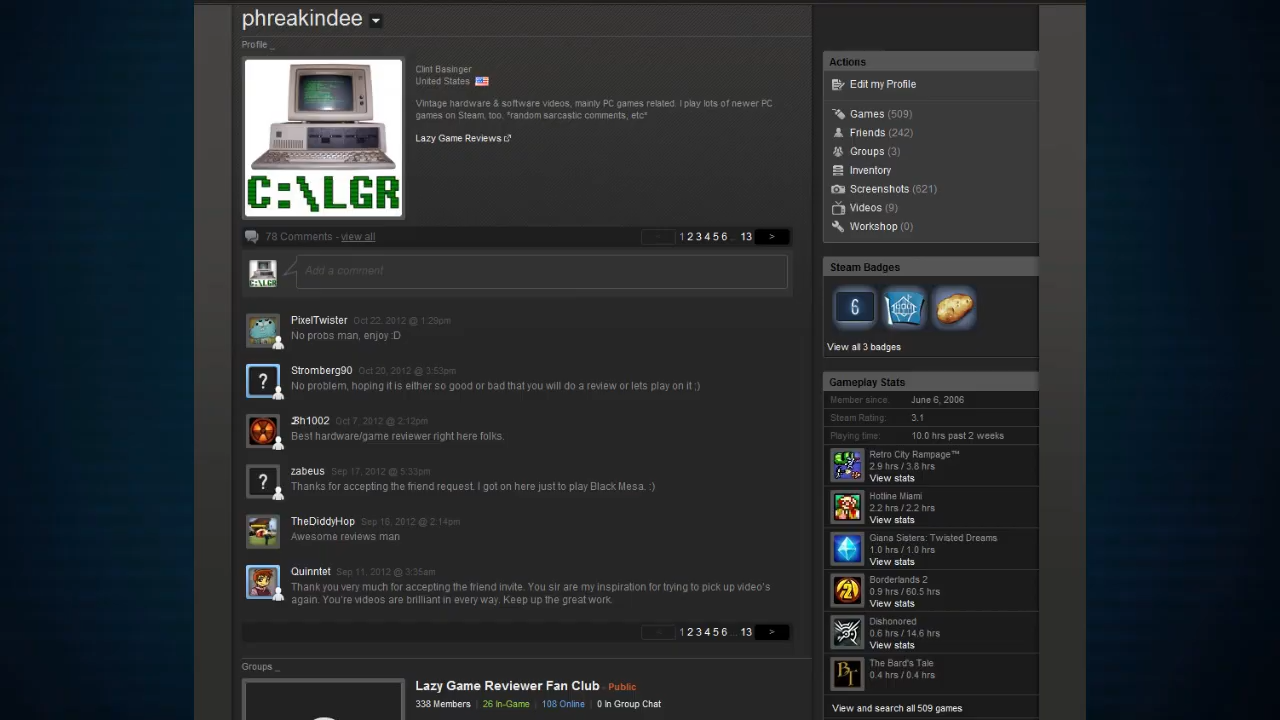 phreakindee
Profile _
C:\LGR
Clint Basinger
United States
Vintage hardware & software videos, mainly PC games related. I play lots of newer PC
games on Steam, too. *random sarcastic comments, etc*
Lazy Game Reviews
78 Comments - view all
< 1 2 3 4 5 6 ... 13 >
Add a comment
PixelTwister Oct 22, 2012 @ 1:29pm
No probs man, enjoy :D
Stromberg90 Oct 20, 2012 @ 3:53pm
No problem, hoping it is either so good or bad that you will do a review or lets play on it ;)
Oct 7, 2012 @ 2:12pm
Best hardware/game reviewer right here folks.
zabeus Sep 17, 2012 @ 5:33pm
Thanks for accepting the friend request. I got on here just to play Black Mesa. :)
TheDiddyHop Sep 16, 2012 @ 2:14pm
Awesome reviews man
Quinntet Sep 11, 2012 @ 3:35am
Thank you very much for accepting the friend invite. You sir are my inspiration for trying to pick up video's
again. You're videos are brilliant in every way. Keep up the great work.
< 1 2 3 4 5 6 ... 13 >
Groups _
Lazy Game Reviewer Fan Club - Public
338 Members | 26 In-Game | 108 Online | 0 In Group Chat
Actions
Edit my Profile
Games (509)
Friends (242)
Groups (3)
Inventory
Screenshots (621)
Videos (9)
Workshop (0)
Steam Badges
6
View all 3 badges
Gameplay Stats
Member since: June 6, 2006
Steam Rating: 3.1
Playing time: 10.0 hrs past 2 weeks
Retro City Rampage™
2.9 hrs / 3.8 hrs
View stats
Hotline Miami
2.2 hrs / 2.2 hrs
View stats
Giana Sisters: Twisted Dreams
1.0 hrs / 1.0 hrs
View stats
Borderlands 2
0.9 hrs / 60.5 hrs
View stats
Dishonored
0.6 hrs / 14.6 hrs
View stats
BT
The Bard's Tale
0.4 hrs / 0.4 hrs
View and search all 509 games